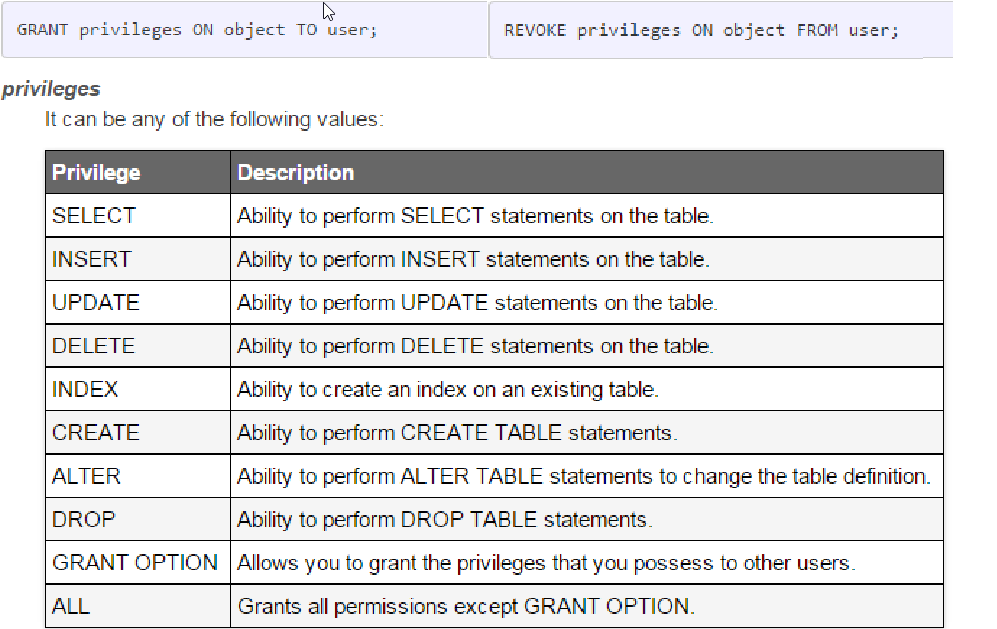 GRANT privileges ON object TO user;
REVOKE privileges ON object FROM user;
privileges
It can be any of the following values:
Privilege Description
SELECT Ability to perform SELECT statements on the table.
INSERT Ability to perform INSERT statements on the table.
UPDATE Ability to perform UPDATE statements on the table.
DELETE Ability to perform DELETE statements on the table.
INDEX Ability to create an index on an existing table.
CREATE Ability to perform CREATE TABLE statements.
ALTER Ability to perform ALTER TABLE statements to change the table definition.
DROP Ability to perform DROP TABLE statements.
GRANT OPTION Allows you to grant the privileges that you possess to other users.
ALL Grants all permissions except GRANT OPTION.